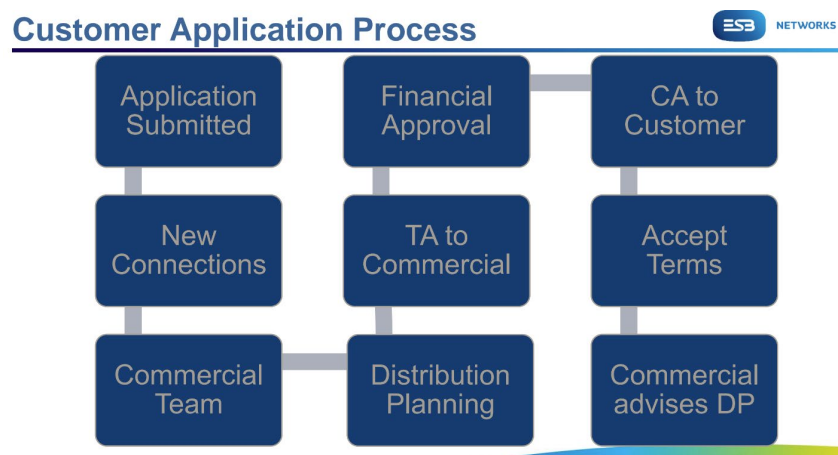 Customer Application Process
ESB NETWORKS
Application
Submitted
Financial
Approval
CA to
Customer
New
Connections
TA to
Commercial
Accept
Terms
Commercial
Team
Distribution
Planning
Commercial
advises DP